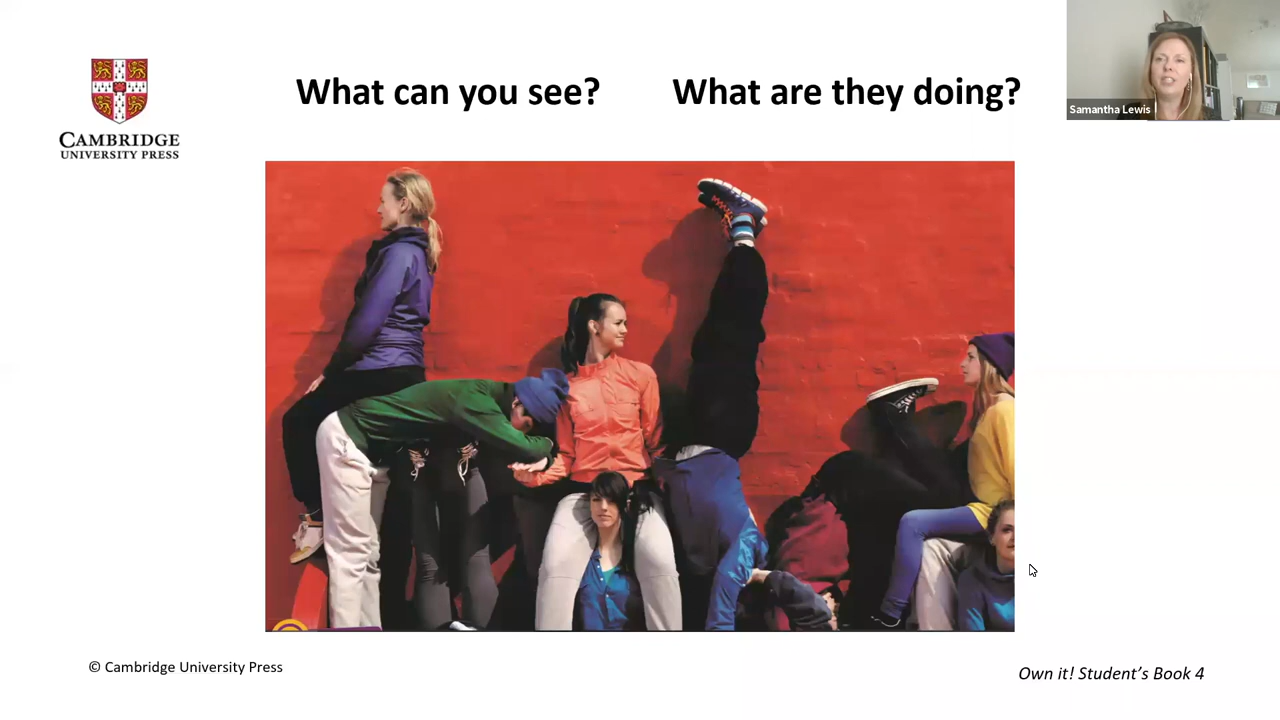 What can you see?
What are they doing?
Samantha Lewis
CAMBRIDGE
UNIVERSITY PRESS
© Cambridge University Press
Own it! Student’s Book 4